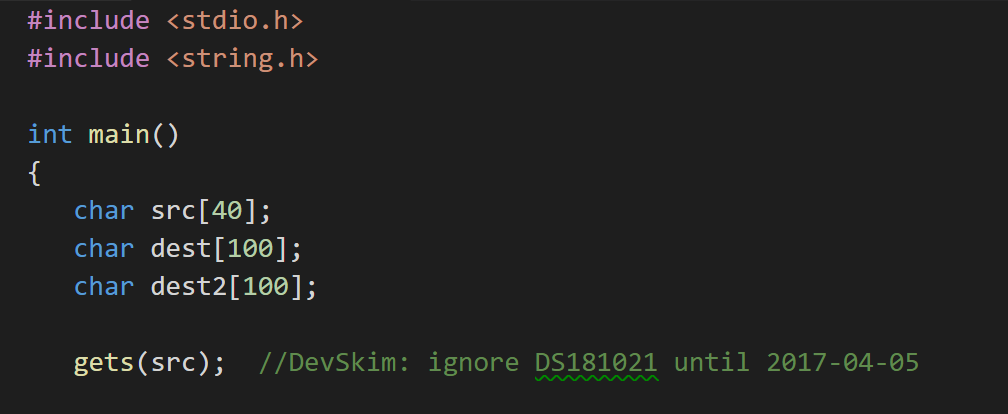 #include <stdio.h>
#include <string.h>
int main()
{
char src[40];
char dest[100];
char dest2[100];
gets(src);  //DevSkim: ignore DS181021 until 2017-04-05